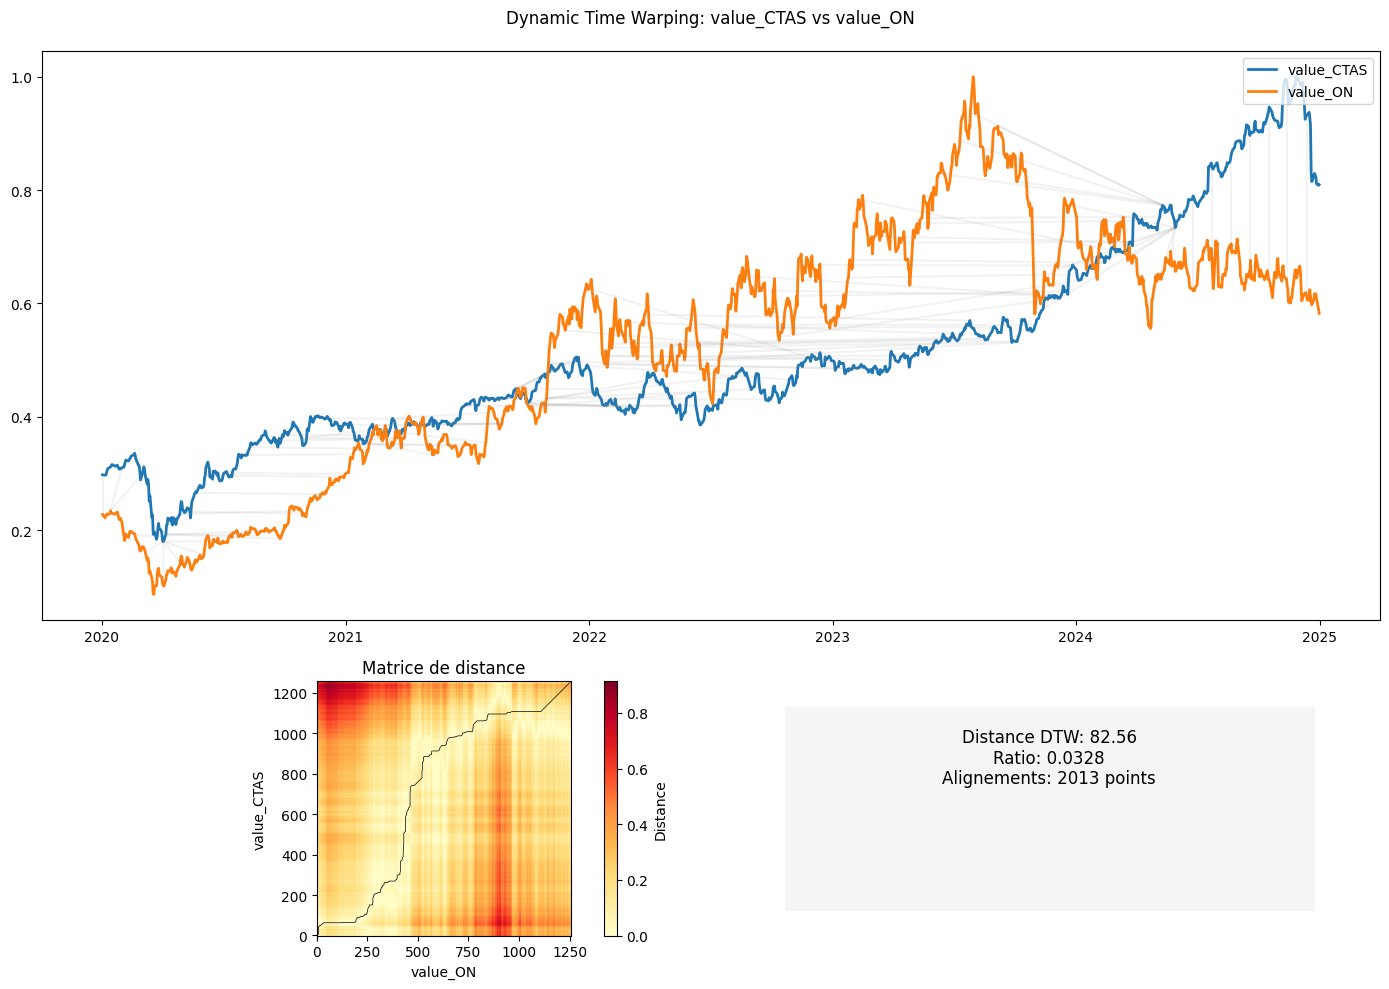 Dynamic Time Warping: value_CTAS vs value_ON
value_CTAS
value_ON
1.0
0.8
0.6
0.4
0.2
2020 2021 2022 2023 2024 2025
Matrice de distance
1200
1000
800
600
400
200
0
value_CTAS
0 250 500 750 1000 1250
value_ON
0.8
0.6
0.4
0.2
0.0
Distance
Distance DTW: 82.56
Ratio: 0.0328
Alignements: 2013 points